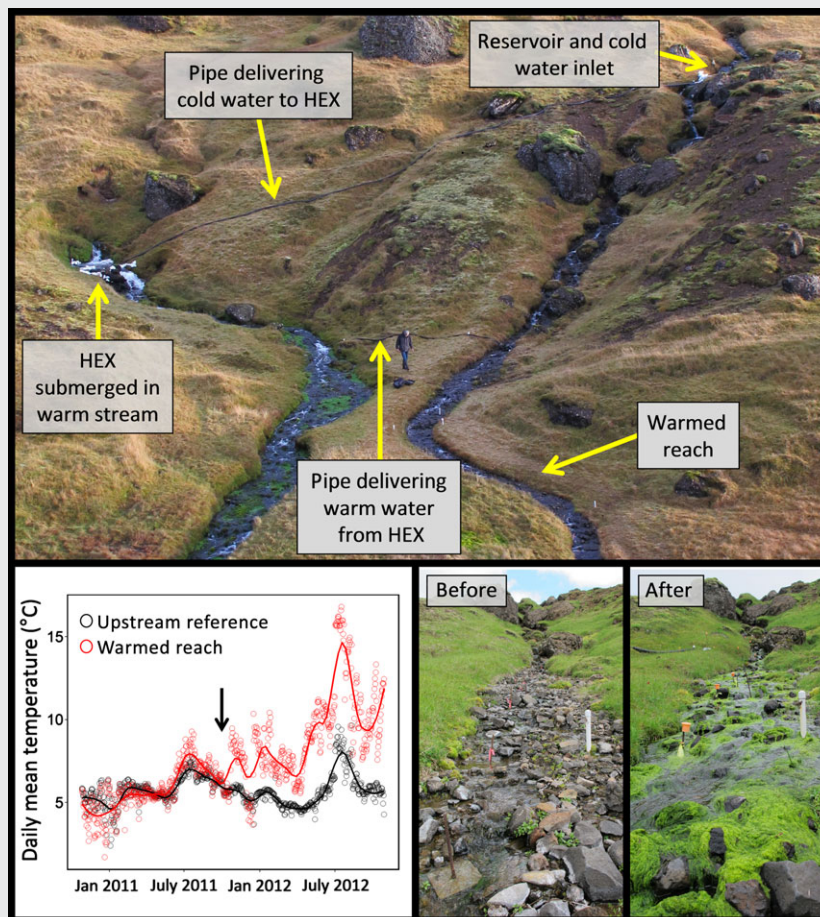 Reservoir and cold
water inlet
Pipe delivering
cold water to HEX
HEX
submerged in
warm stream
Pipe delivering
warm water
from HEX
Warmed
reach
Daily mean temperature (°C)
15
10
5
Upstream reference
Warmed reach
Jan 2011 July 2011 Jan 2012 July 2012
Before
After